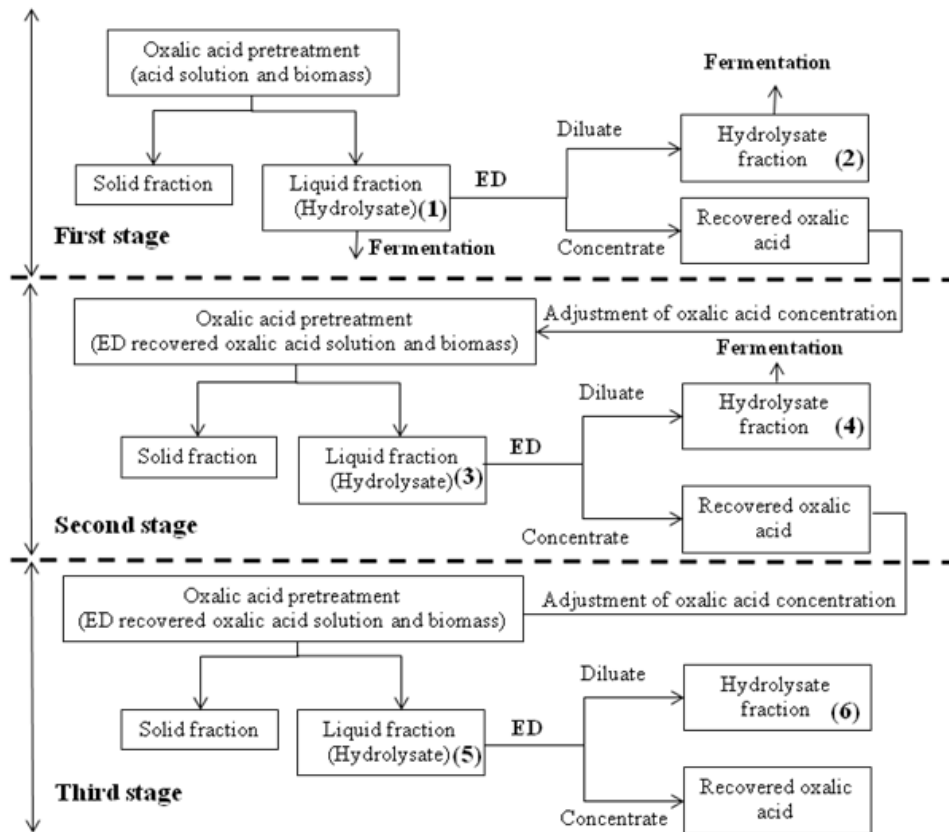 Oxalic acid pretreatment
(acid solution and biomass)
Fermentation
Diluate
Hydrolysate
fraction (2)
Solid fraction
Liquid fraction
(Hydrolysate)(1)
ED
Fermentation
Concentrate
Recovered oxalic
acid
First stage
Adjustment of oxalic acid concentration
Oxalic acid pretreatment
(ED recovered oxalic acid solution and biomass)
Fermentation
Diluate
Hydrolysate
fraction (4)
Solid fraction
Liquid fraction
(Hydrolysate)(3)
ED
Concentrate
Recovered oxalic
acid
Second stage
Oxalic acid pretreatment
(ED recovered oxalic acid solution and biomass)
Adjustment of oxalic acid concentration
Diluate
Hydrolysate
fraction (6)
Solid fraction
Liquid fraction
(Hydrolysate)(5)
ED
Concentrate
Recovered oxalic
acid
Third stage